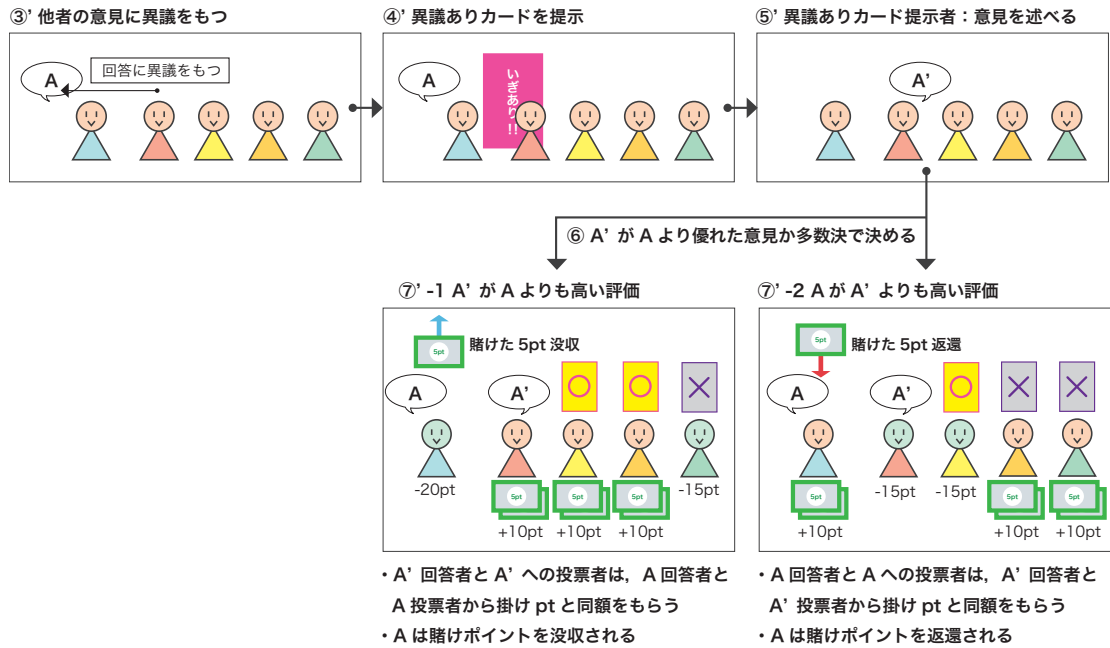 ③’ 他者の意見に異議をもつ
A
回答に異議をもつ
④’ 異議ありカードを提示
A
いぎあり!!
⑤’ 異議ありカード提示者：意見を述べる
A’
⑥ A’ が A より優れた意見か多数決で決める
⑦’ -1 A’ が A よりも高い評価
5pt
賭けた 5pt 没収
A
A’
-20pt
-15pt
5pt
5pt
5pt
+10pt
+10pt
+10pt
・A’ 回答者と A’ への投票者は，A 回答者と
A 投票者から掛け pt と同額をもらう
・A は賭けポイントを没収される
⑦’ -2 A が A’ よりも高い評価
5pt
賭けた 5pt 返還
A
A’
-15pt
-15pt
5pt
5pt
5pt
+10pt
+10pt
+10pt
・A 回答者と A への投票者は，A’ 回答者と
A’ 投票者から掛け pt と同額をもらう
・A は賭けポイントを返還される